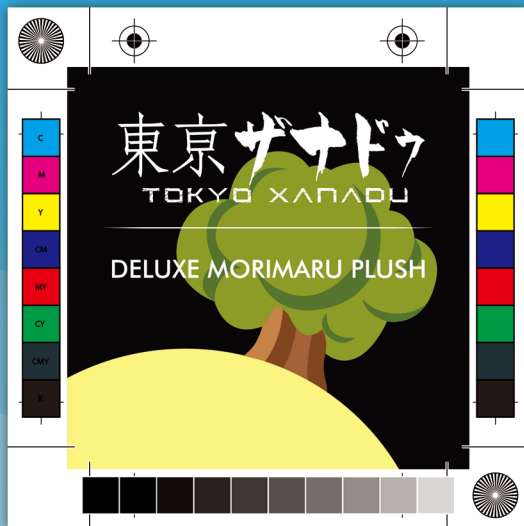 東京ザナドゥ
TOKYO XANADU
DELUXE MORIMARU PLUSH
C
M
Y
CM
MY
CY
CMY
K